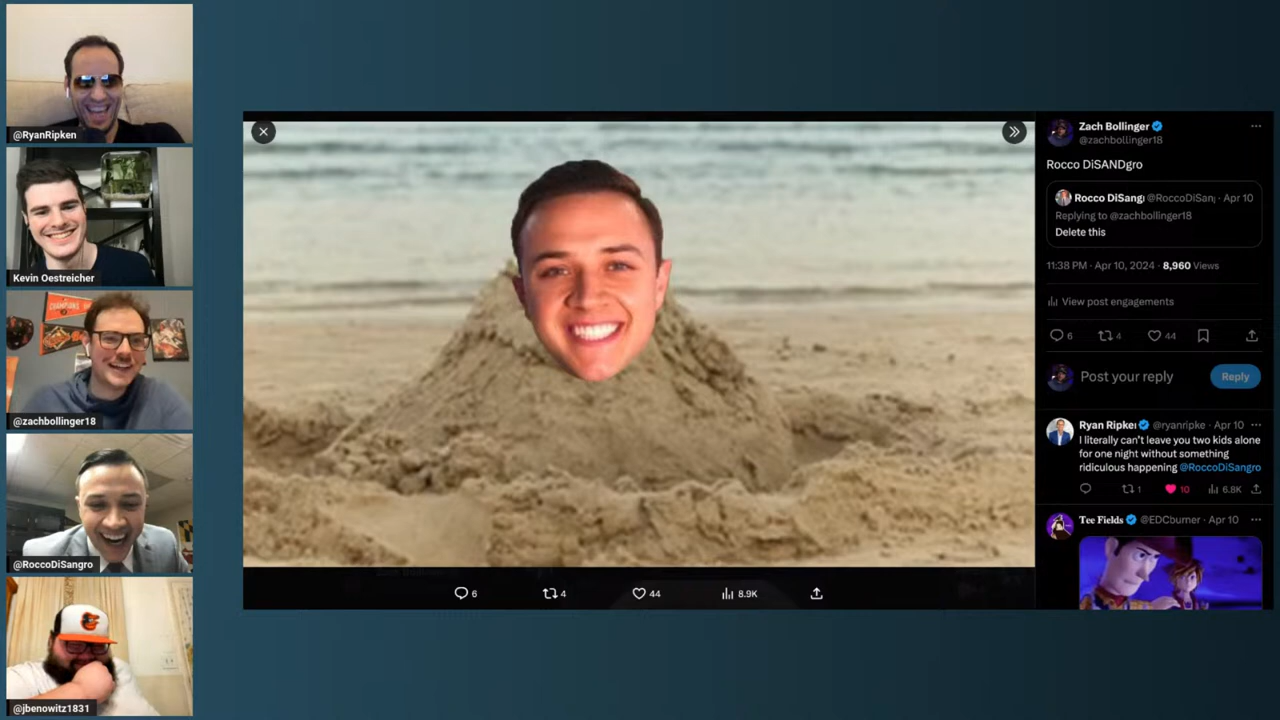 @RyanRipken
Kevin Oestreicher
@zachbollinger18
@RoccoDiSangro
@jbenowitz1831
6
4
44
8.9K
Zach Bollinger
@zachbollinger18
Rocco DiSANDgro
Rocco DiSang @RoccoDiSan · Apr 10
Replying to @zachbollinger18
Delete this
11:38 PM · Apr 10, 2024 · 8,960 Views
View post engagements
6 4 44
Post your reply
Reply
Ryan Ripken @ryanripke · Apr 10
I literally can't leave you two kids alone
for one night without something
ridiculous happening @RoccoDiSangro
1 10 6.8K
Tee Fields @EDCburner · Apr 10